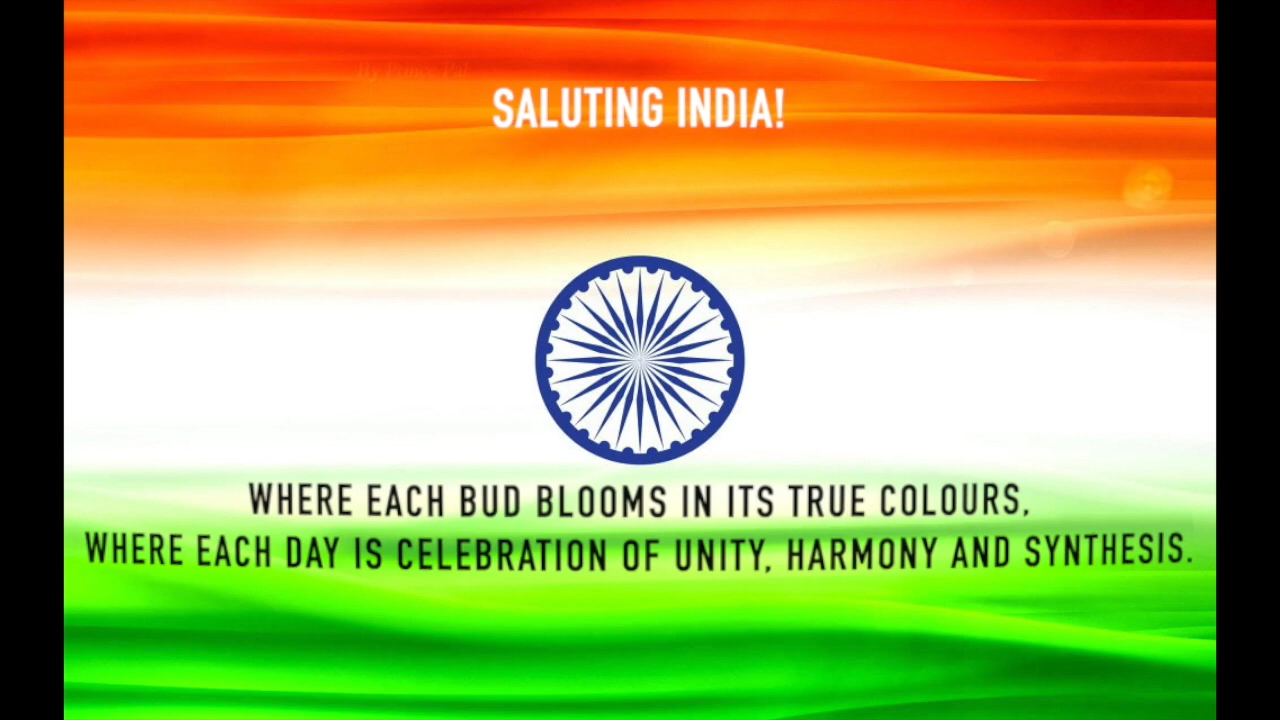 SALUTING INDIA!
WHERE EACH BUD BLOOMS IN ITS TRUE COLOURS,
WHERE EACH DAY IS CELEBRATION OF UNITY, HARMONY AND SYNTHESIS.